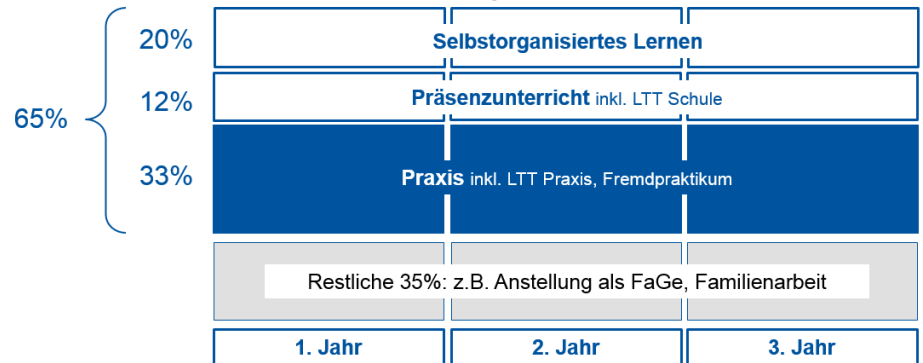 20%
Selbstorganisiertes Lernen
65%
12%
Präsenzunterricht inkl. LTT Schule
33%
Praxis inkl. LTT Praxis, Fremdpraktikum
Restliche 35%: z.B. Anstellung als FaGe, Familienarbeit
1. Jahr
2. Jahr
3. Jahr